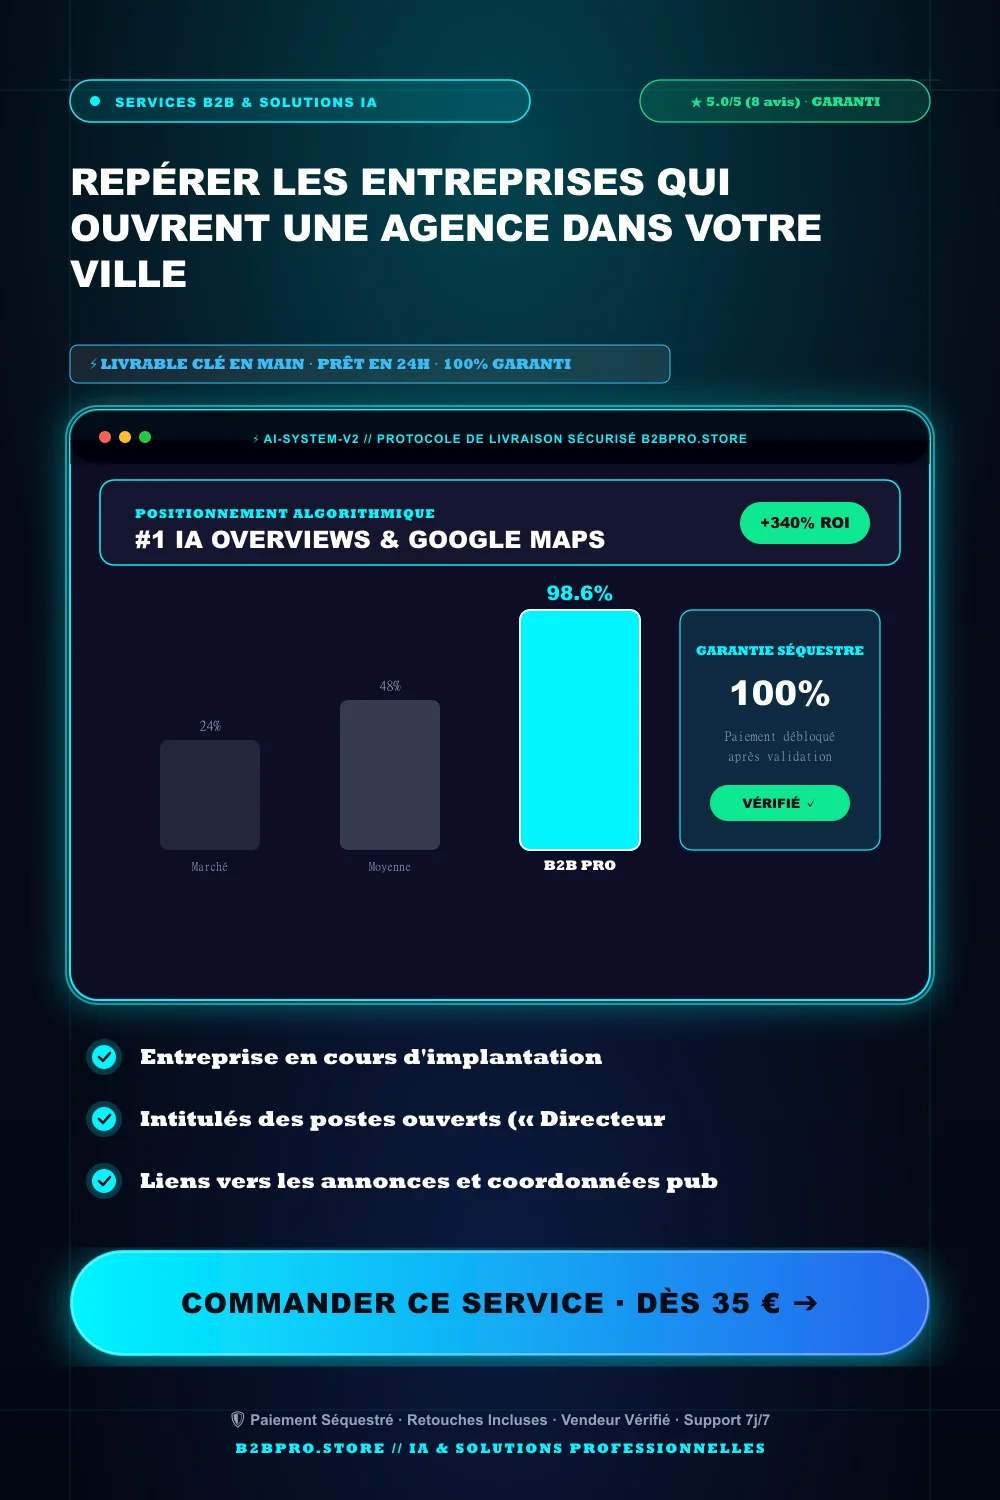 SERVICES B2B & SOLUTIONS IA
★ 5.0/5 (8 avis) · GARANTI
REPÉRER LES ENTREPRISES QUI
OUVRENT UNE AGENCE DANS VOTRE
VILLE
⚡ LIVRABLE CLÉ EN MAIN · PRÊT EN 24H · 100% GARANTI
⚡ AI-SYSTEM-V2 // PROTOCOLE DE LIVRAISON SÉCURISÉ B2BPRO.STORE
POSITIONNEMENT ALGORITHMIQUE
#1 IA OVERVIEWS & GOOGLE MAPS
+340% ROI
24%
Marché
48%
Moyenne
98.6%
B2B PRO
GARANTIE SÉQUESTRE
100%
Paiement débloqué
après validation
VÉRIFIÉ ✓
Entreprise en cours d'implantation
Intitulés des postes ouverts (« Directeur
Liens vers les annonces et coordonnées pub
COMMANDER CE SERVICE · DÈS 35 € →
🛡 Paiement Séquestré · Retouches Incluses · Vendeur Vérifié · Support 7j/7
B2BPRO.STORE // IA & SOLUTIONS PROFESSIONNELLES